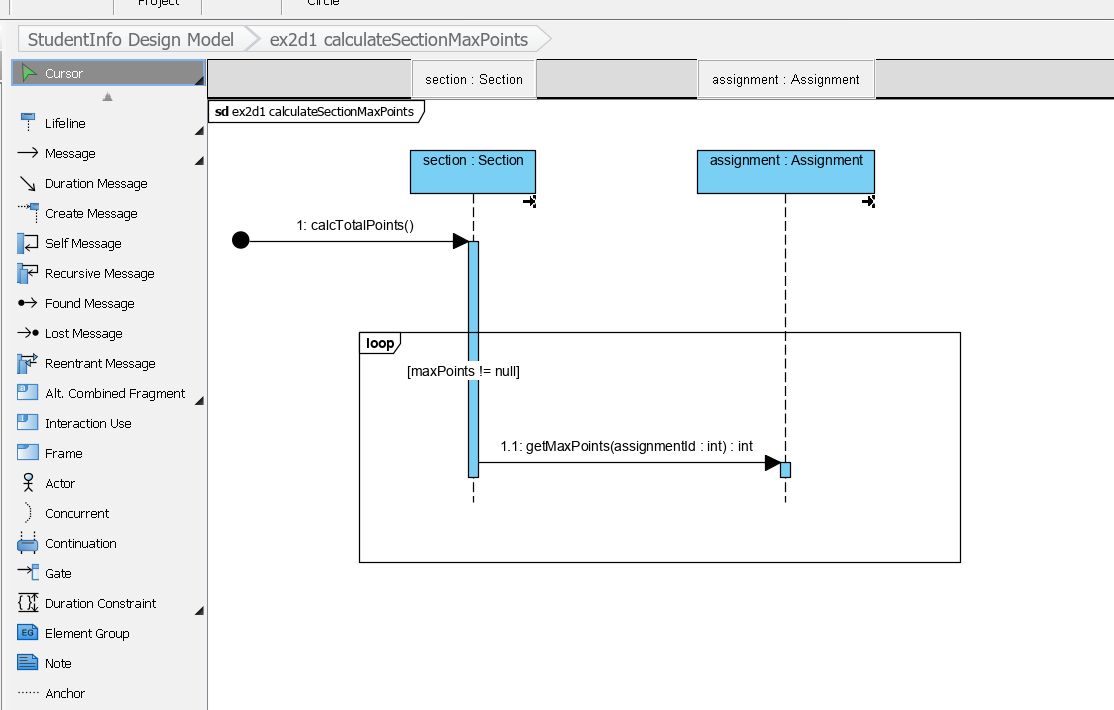 Project
Circle
StudentInfo Design Model
ex2d1 calculateSectionMaxPoints
Cursor
Lifeline
Message
Duration Message
Create Message
Self Message
Recursive Message
Found Message
Lost Message
Reentrant Message
Alt. Combined Fragment
Interaction Use
Frame
Actor
Concurrent
Continuation
Gate
Duration Constraint
EG Element Group
Note
Anchor
section : Section
assignment : Assignment
sd ex2d1 calculateSectionMaxPoints
section : Section
assignment : Assignment
1: calcTotalPoints()
loop
[maxPoints != null]
1.1: getMaxPoints(assignmentId : int) : int